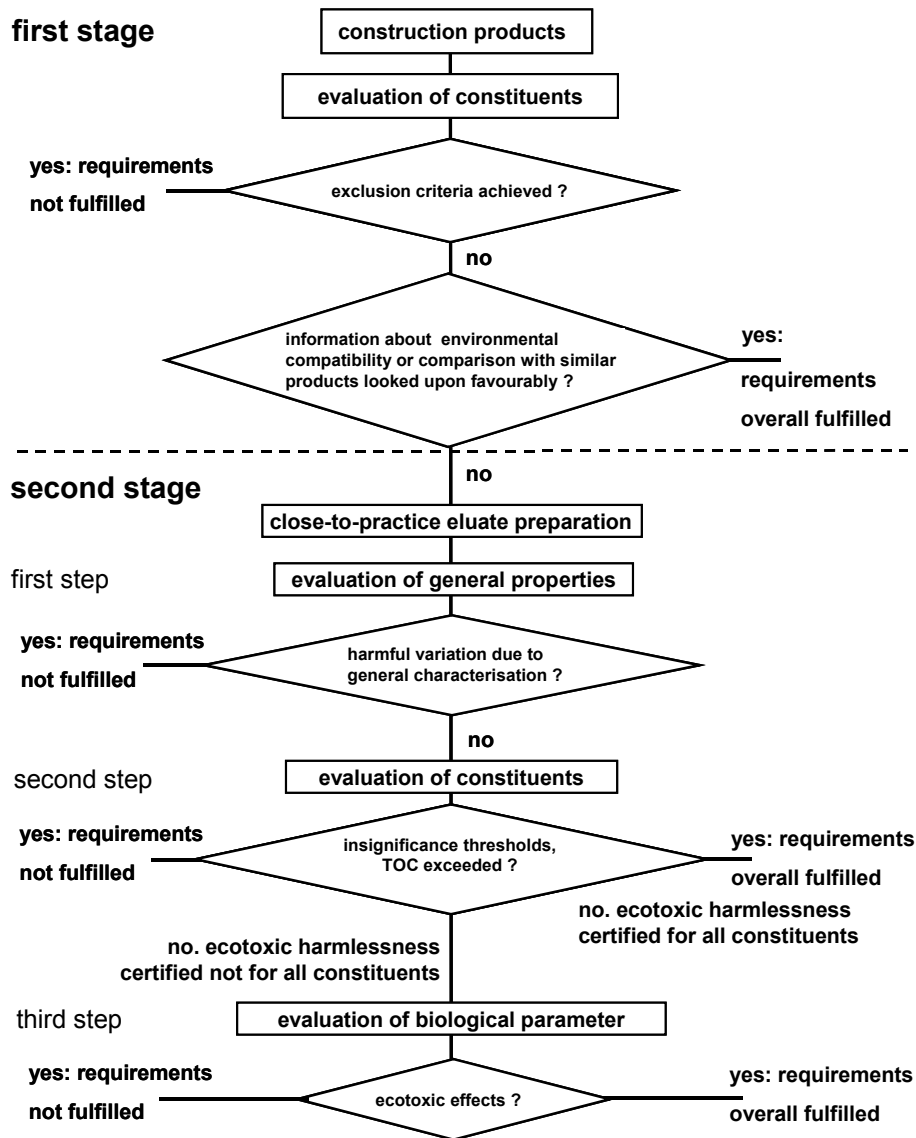 first stage
construction products
evaluation of constituents
yes: requirements
not fulfilled
exclusion criteria achieved ?
no
information about environmental
compatibility or comparison with similar
products looked upon favourably ?
yes:
requirements
overall fulfilled
no
second stage
close-to-practice eluate preparation
first step
evaluation of general properties
yes: requirements
not fulfilled
harmful variation due to
general characterisation ?
no
second step
evaluation of constituents
yes: requirements
not fulfilled
insignificance thresholds,
TOC exceeded ?
yes: requirements
overall fulfilled
no. ecotoxic harmlessness
certified for all constituents
no. ecotoxic harmlessness
certified not for all constituents
third step
evaluation of biological parameter
yes: requirements
not fulfilled
ecotoxic effects ?
yes: requirements
overall fulfilled